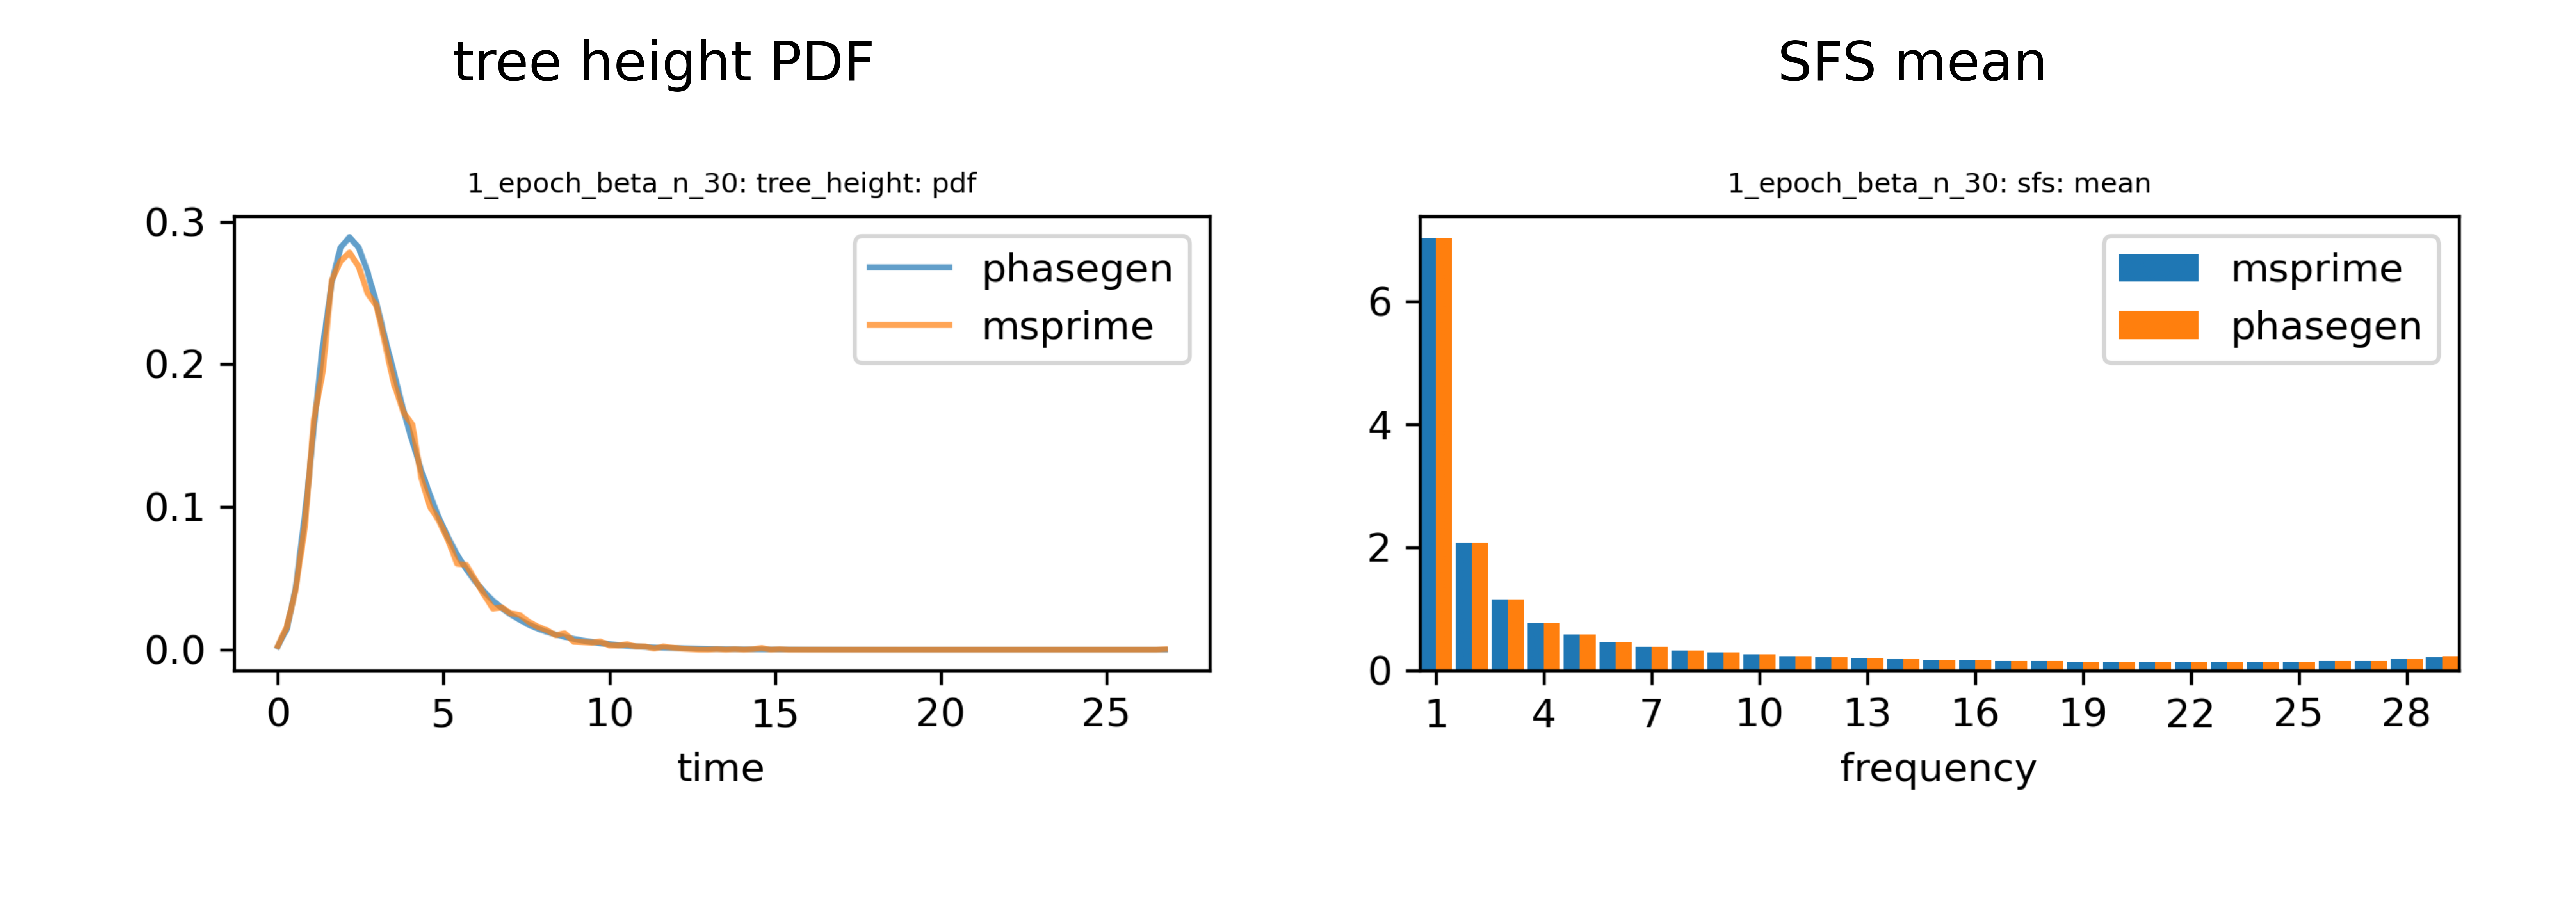 tree height PDF
SFS mean
1_epoch_beta_n_30: tree_height: pdf
0.3
0.2
0.1
0.0
phasegen
msprime
0 5 10 15 20 25
time
1_epoch_beta_n_30: sfs: mean
6
4
2
0
msprime
phasegen
1 4 7 10 13 16 19 22 25 28
frequency